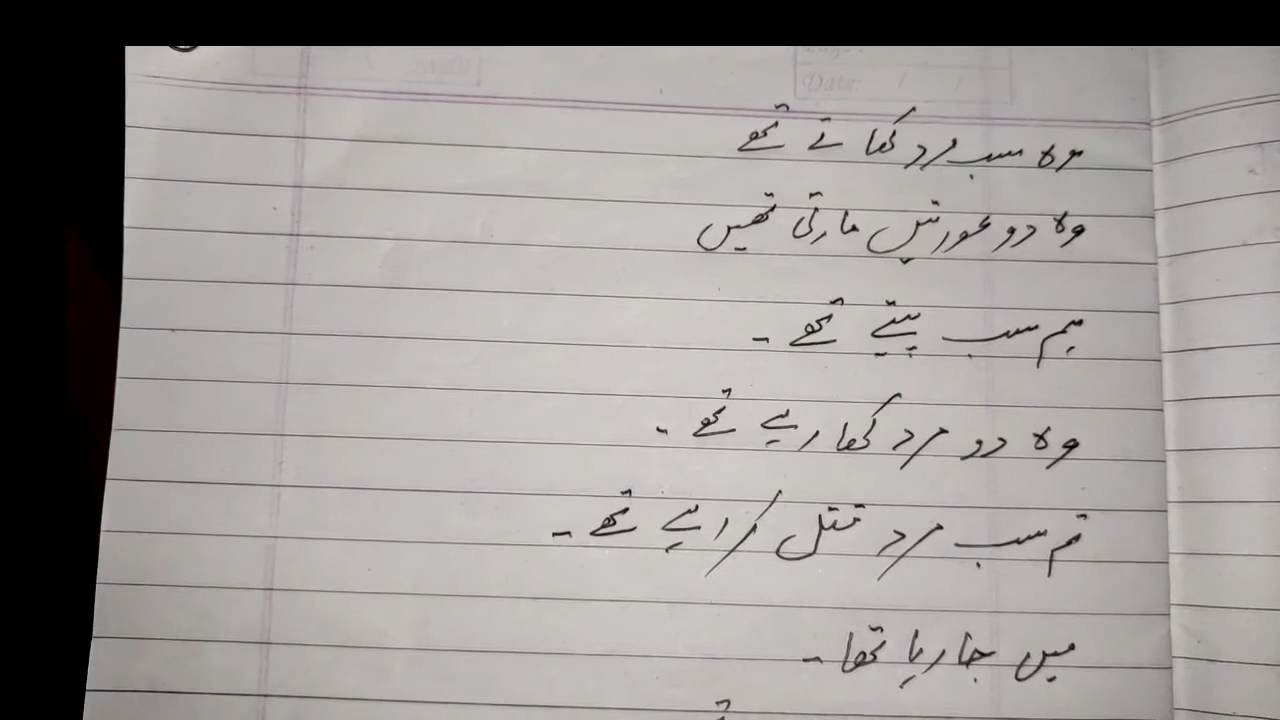 Date: / /
وہ سب مرد کھاتے تھے
وہ دو عورتیں مارتی تھیں
ہم سب پیتے تھے ۔
وہ دو مرد کھا رہے تھے ۔
تم سب مرد قتل کر رہے تھے ۔
میں جا رہا تھا ۔